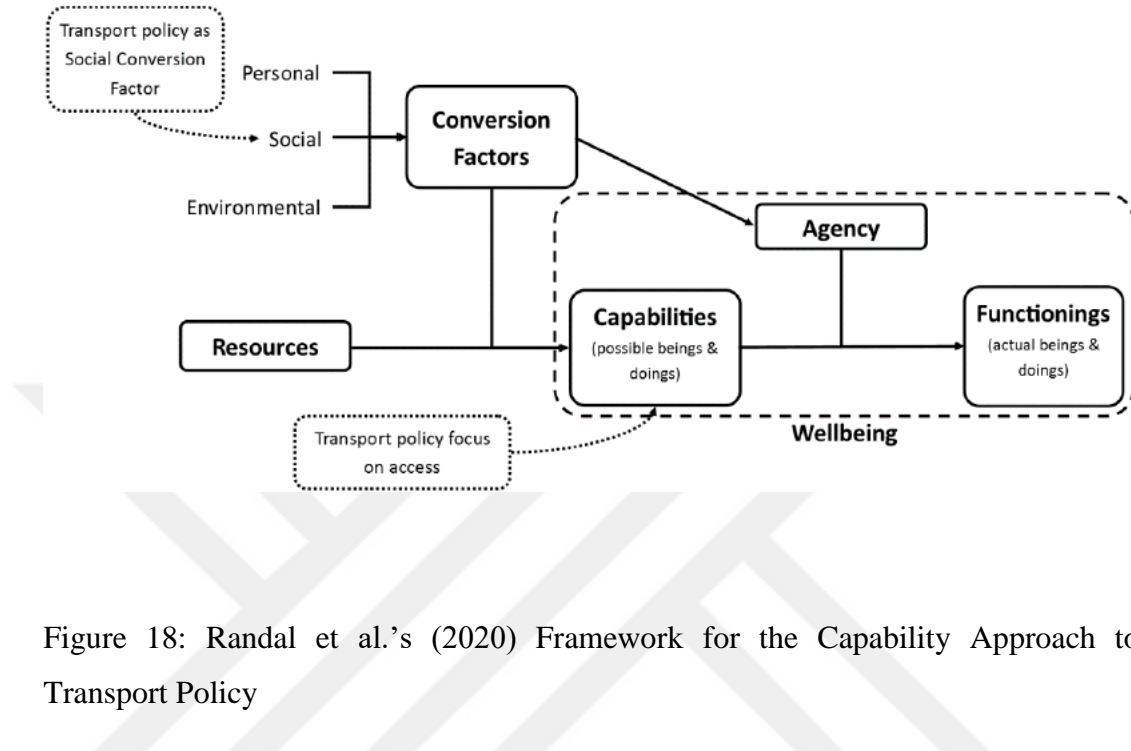 Transport policy as
Social Conversion
Factor
Personal
Social
Environmental
Conversion
Factors
Agency
Resources
Capabilities
(possible beings &
doings)
Functionings
(actual beings &
doings)
Wellbeing
Transport policy focus
on access
Figure 18: Randal et al.’s (2020) Framework for the Capability Approach to
Transport Policy